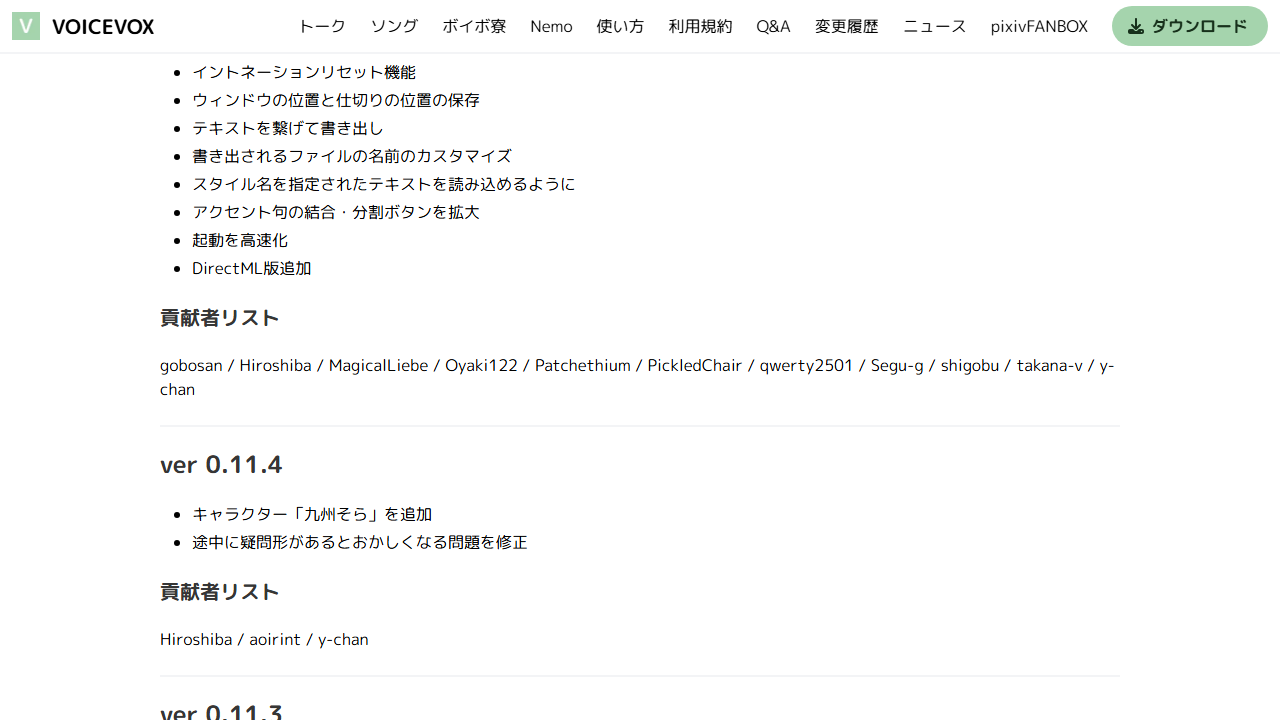 V VOICEVOX トーク ソング ボイボ寮 Nemo 使い方 利用規約 Q&A 変更履歴 ニュース pixivFANBOX ダウンロード
イントネーションリセット機能
ウィンドウの位置と仕切りの位置の保存
テキストを繋げて書き出し
書き出されるファイルの名前のカスタマイズ
スタイル名を指定されたテキストを読み込めるように
アクセント句の結合・分割ボタンを拡大
起動を高速化
DirectML版追加
貢献者リスト
gobosan / Hiroshiba / MagicalLiebe / Oyaki122 / Patchethium / PickledChair / qwerty2501 / Segu-g / shigobu / takana-v / y-
chan
ver 0.11.4
キャラクター「九州そら」を追加
途中に疑問形があるとおかしくなる問題を修正
貢献者リスト
Hiroshiba / aoirint / y-chan
ver 0.11.3